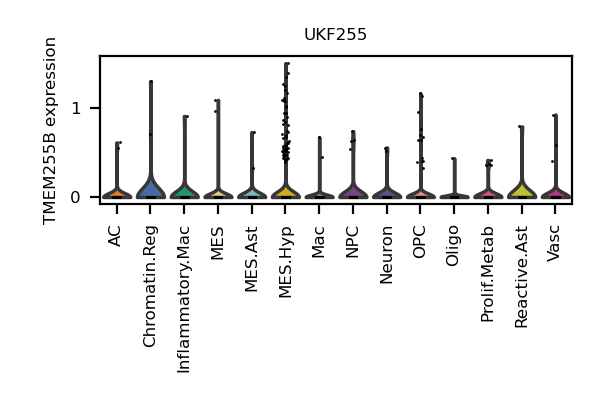 UKF255
TMEM255B expression
1
0
AC
Chromatin.Reg
Inflammatory.Mac
MES
MES.Ast
MES.Hyp
Mac
NPC
Neuron
OPC
Oligo
Prolif.Metab
Reactive.Ast
Vasc